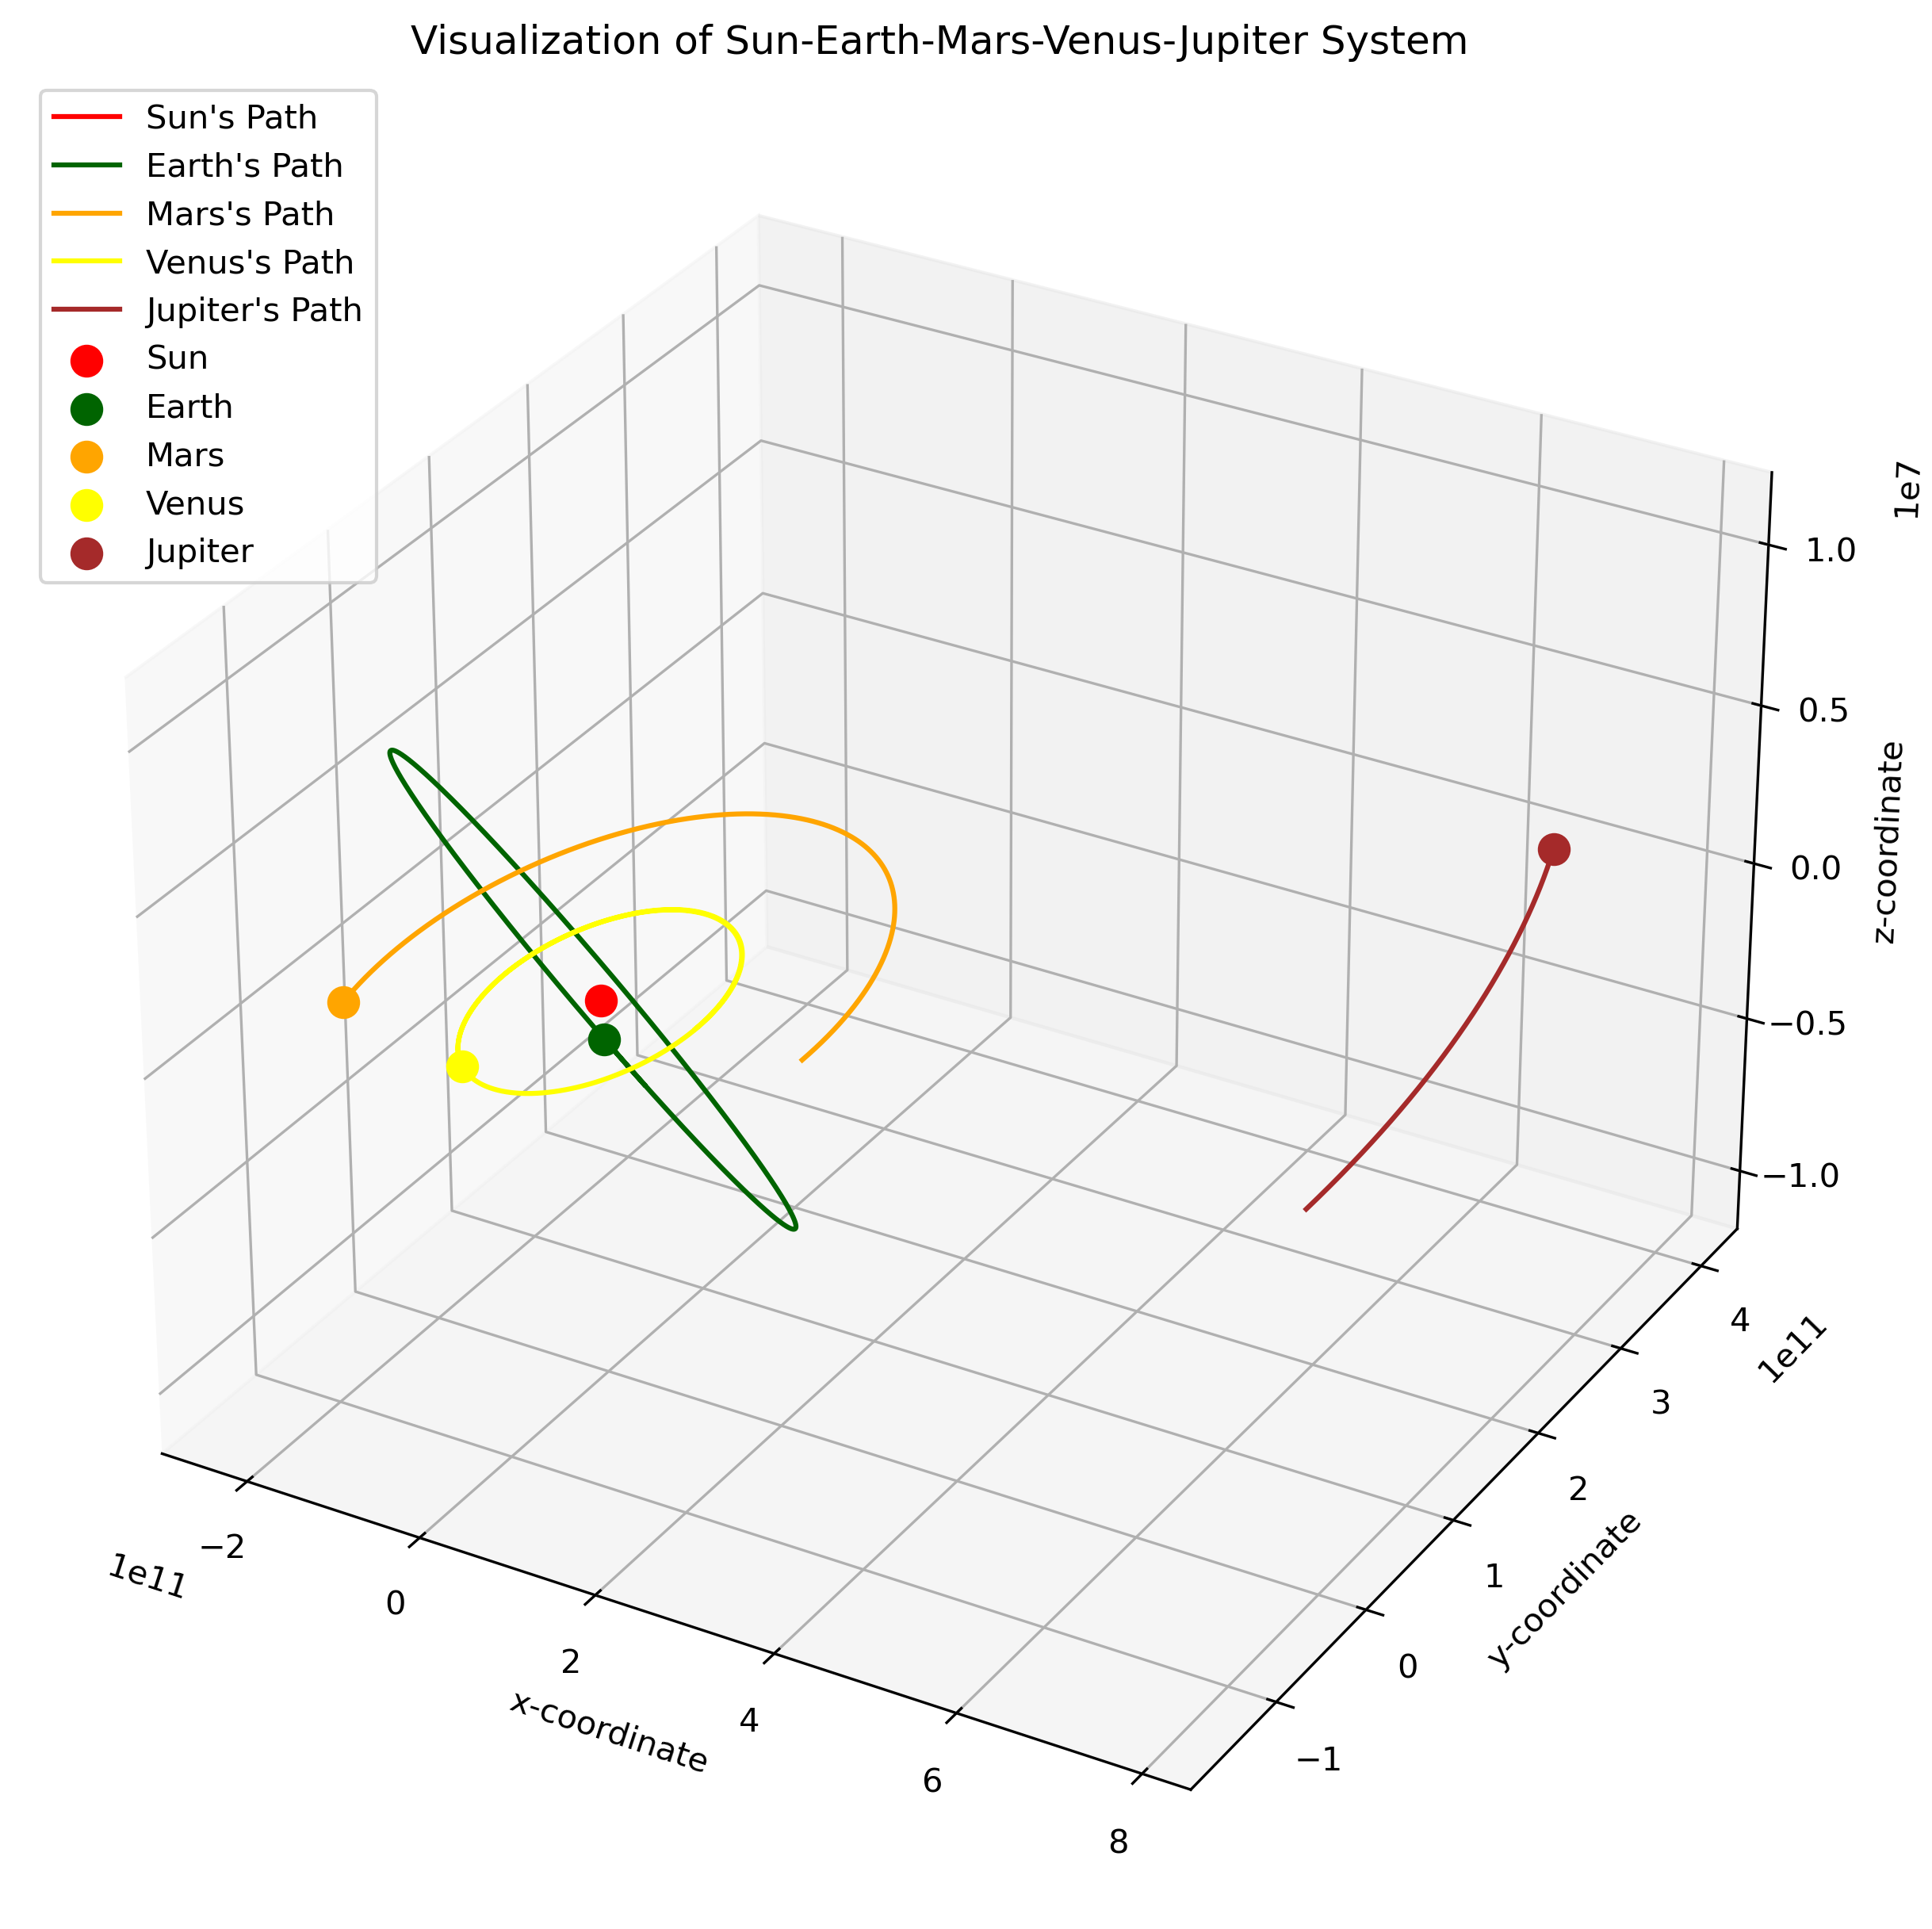 Visualization of Sun-Earth-Mars-Venus-Jupiter System
Sun's Path
Earth's Path
Mars's Path
Venus's Path
Jupiter's Path
Sun
Earth
Mars
Venus
Jupiter
1e7
1.0
0.5
0.0
−0.5
−1.0
z-coordinate
4
3
2
1
0
−1
1e11
y-coordinate
−2
0
2
4
6
8
1e11
x-coordinate